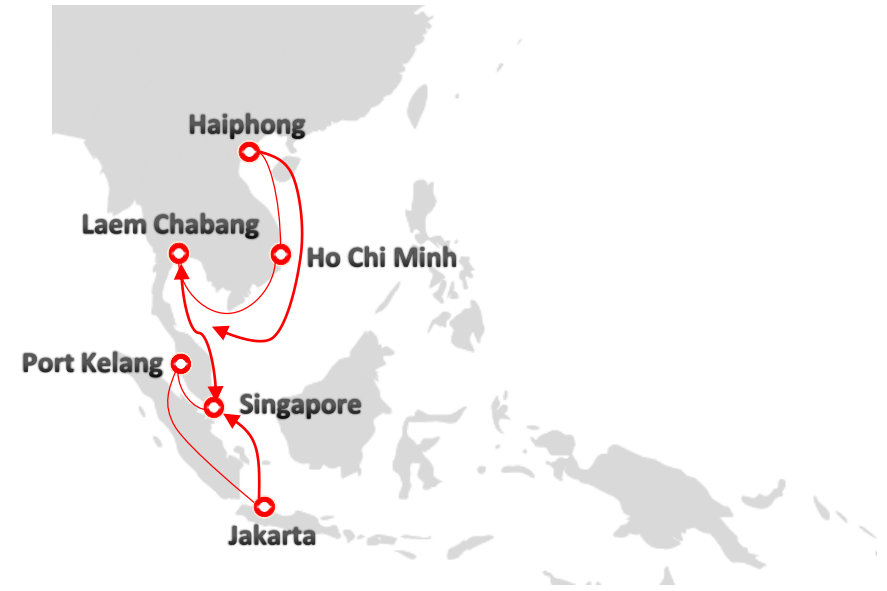 Haiphong
Laem Chabang
Ho Chi Minh
Port Kelang
Singapore
Jakarta